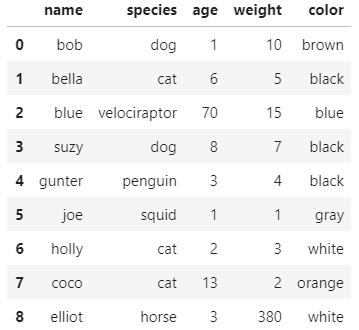 name species age weight color
0 bob dog 1 10 brown
1 bella cat 6 5 black
2 blue velociraptor 70 15 blue
3 suzy dog 8 7 black
4 gunter penguin 3 4 black
5 joe squid 1 1 gray
6 holly cat 2 3 white
7 coco cat 13 2 orange
8 elliot horse 3 380 white